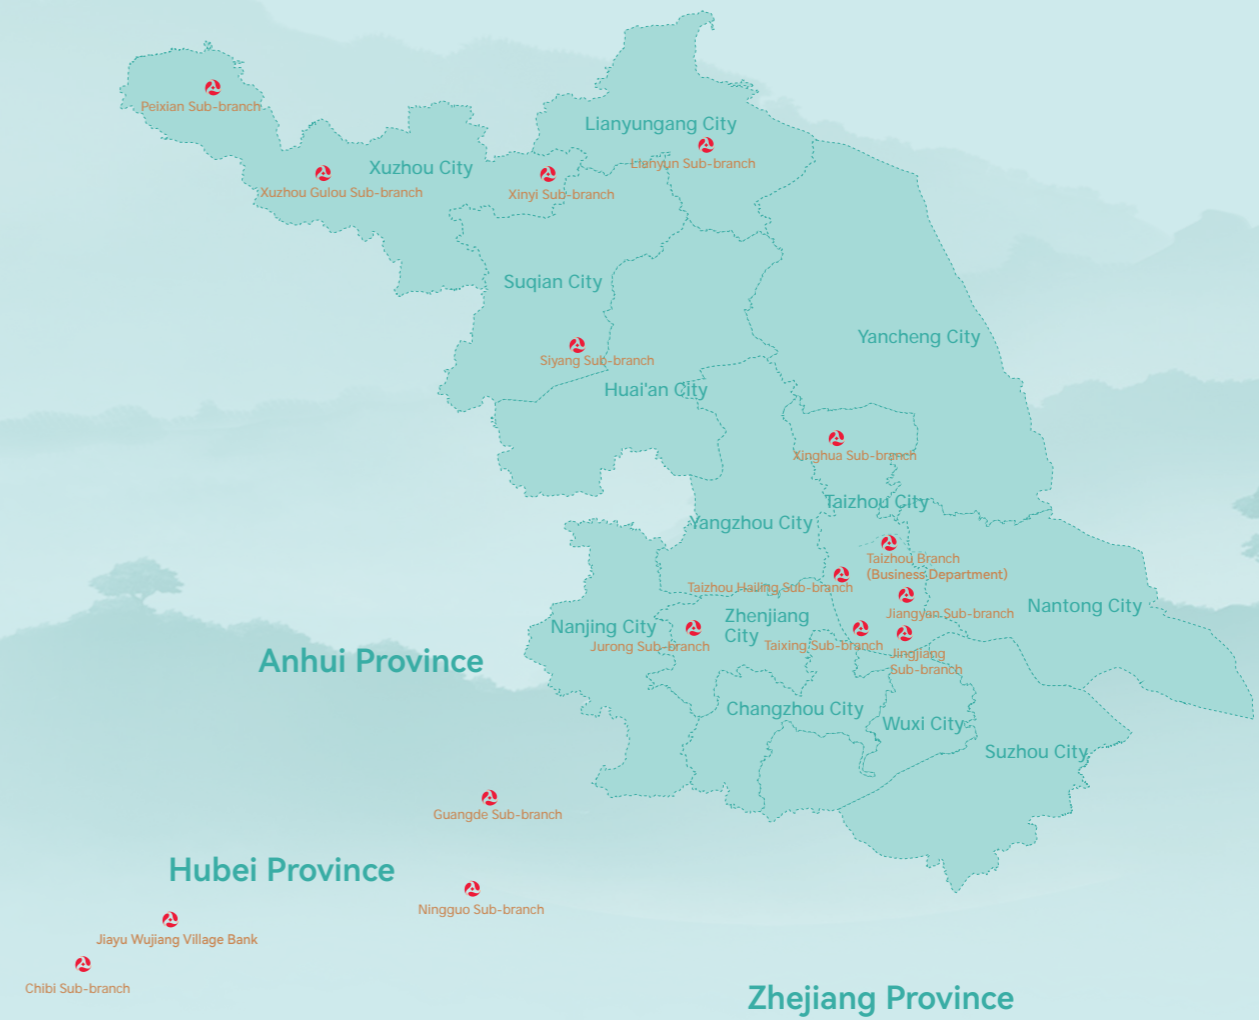 Peixian Sub-branch
Lianyungang City
Lianyun Sub-branch
Xuzhou City
Xuzhou Gulou Sub-branch
Xinyi Sub-branch
Suqian City
Yancheng City
Siyang Sub-branch
Huai'an City
Xinghua Sub-branch
Taizhou City
Yangzhou City
Taizhou Branch
(Business Department)
Taizhou Hailing Sub-branch
Jiangyan Sub-branch
Nantong City
Zhenjiang
City
Nanjing City
Jurong Sub-branch
Taixing Sub-branch
Jingjiang
Sub-branch
Anhui Province
Changzhou City
Wuxi City
Suzhou City
Guangde Sub-branch
Hubei Province
Ningguo Sub-branch
Jiayu Wujiang Village Bank
Chibi Sub-branch
Zhejiang Province